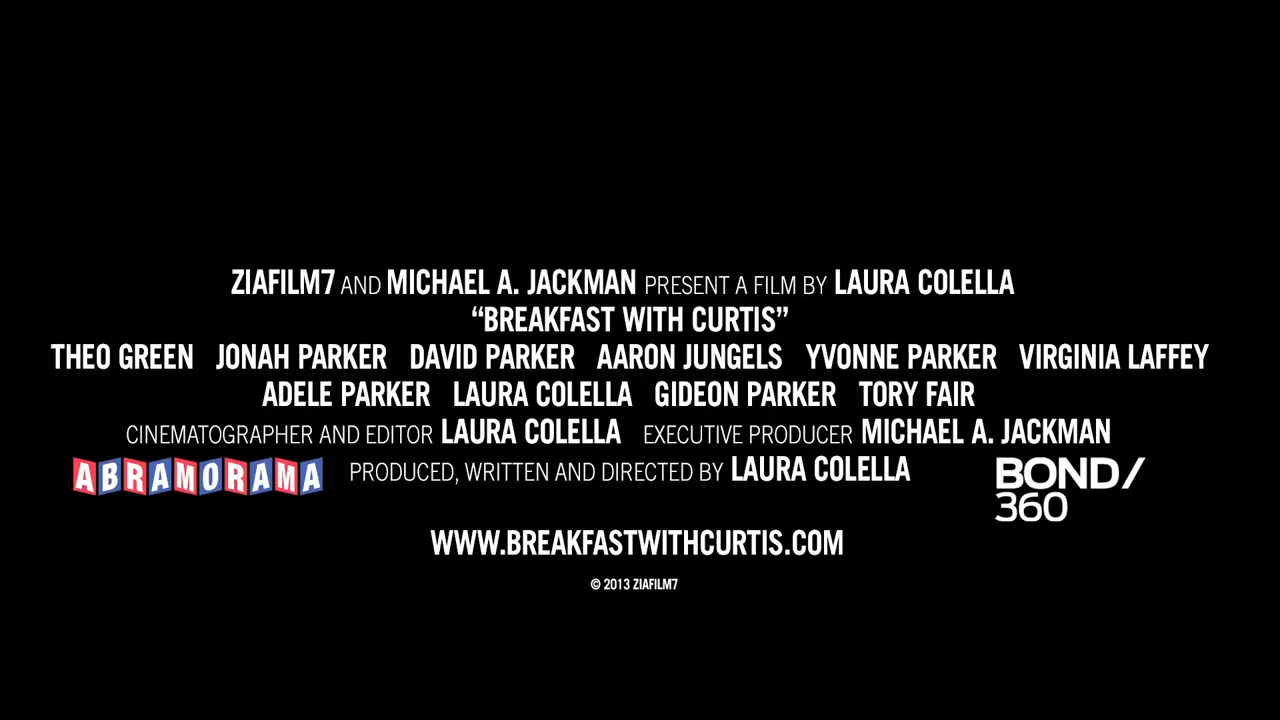 ZIAFILM7 AND MICHAEL A. JACKMAN PRESENT A FILM BY LAURA COLELLA
“BREAKFAST WITH CURTIS”
THEO GREEN JONAH PARKER DAVID PARKER AARON JUNGELS YVONNE PARKER VIRGINIA LAFFEY
ADELE PARKER LAURA COLELLA GIDEON PARKER TORY FAIR
CINEMATOGRAPHER AND EDITOR LAURA COLELLA EXECUTIVE PRODUCER MICHAEL A. JACKMAN
ABRAMORAMA
PRODUCED, WRITTEN AND DIRECTED BY LAURA COLELLA
BOND/
360
WWW.BREAKFASTWITHCURTIS.COM
© 2013 ZIAFILM7